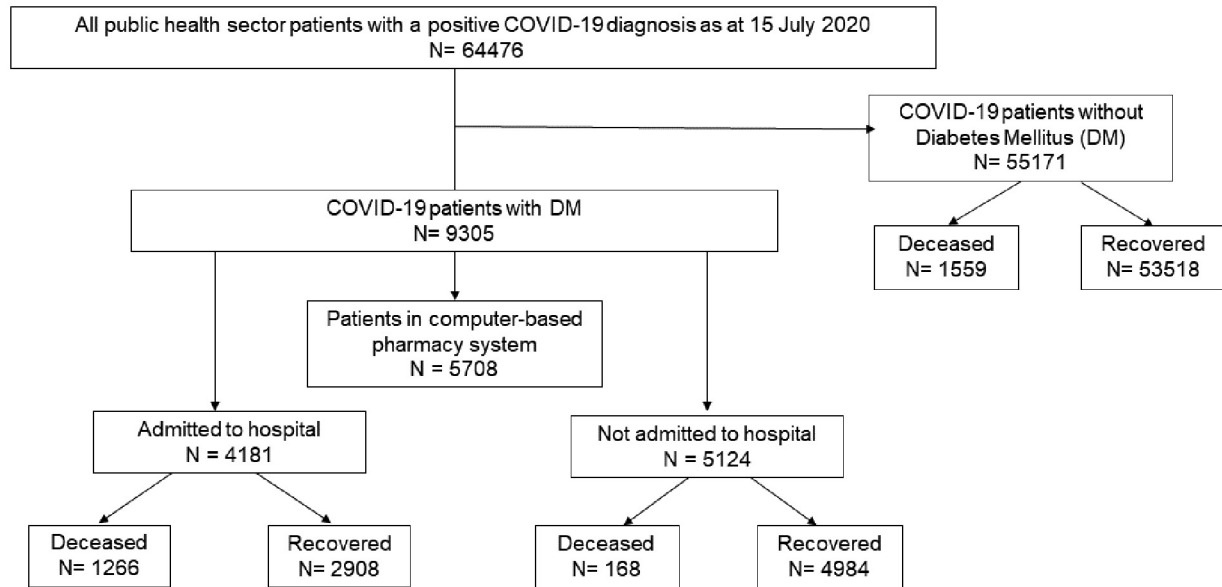 All public health sector patients with a positive COVID-19 diagnosis as at 15 July 2020
N= 64476
COVID-19 patients without
Diabetes Mellitus (DM)
N= 55171
COVID-19 patients with DM
N= 9305
Deceased
N= 1559
Recovered
N= 53518
Patients in computer-based
pharmacy system
N = 5708
Admitted to hospital
N = 4181
Not admitted to hospital
N = 5124
Deceased
N= 1266
Recovered
N= 2908
Deceased
N= 168
Recovered
N= 4984